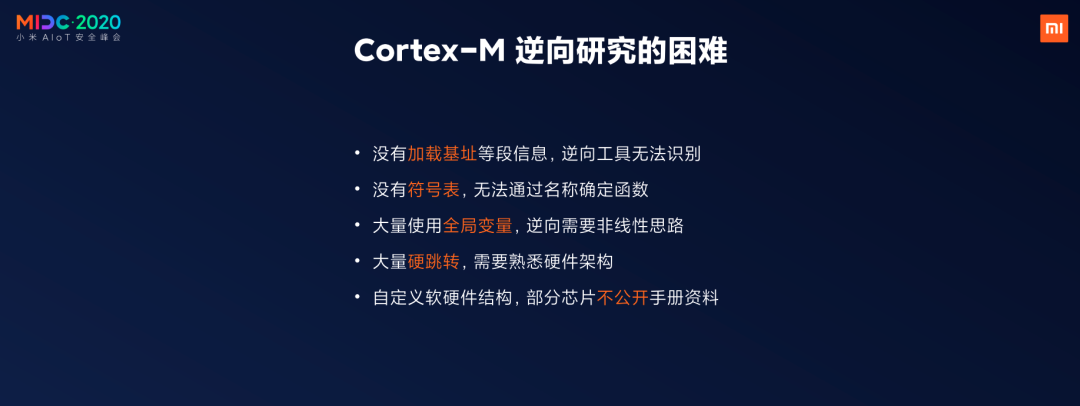 MIDC·2020
小米 AIoT 安全峰会
mi
Cortex-M 逆向研究的困难
• 没有加载基址等段信息, 逆向工具无法识别
• 没有符号表, 无法通过名称确定函数
• 大量使用全局变量, 逆向需要非线性思路
• 大量硬跳转, 需要熟悉硬件架构
• 自定义软硬件结构, 部分芯片不公开手册资料